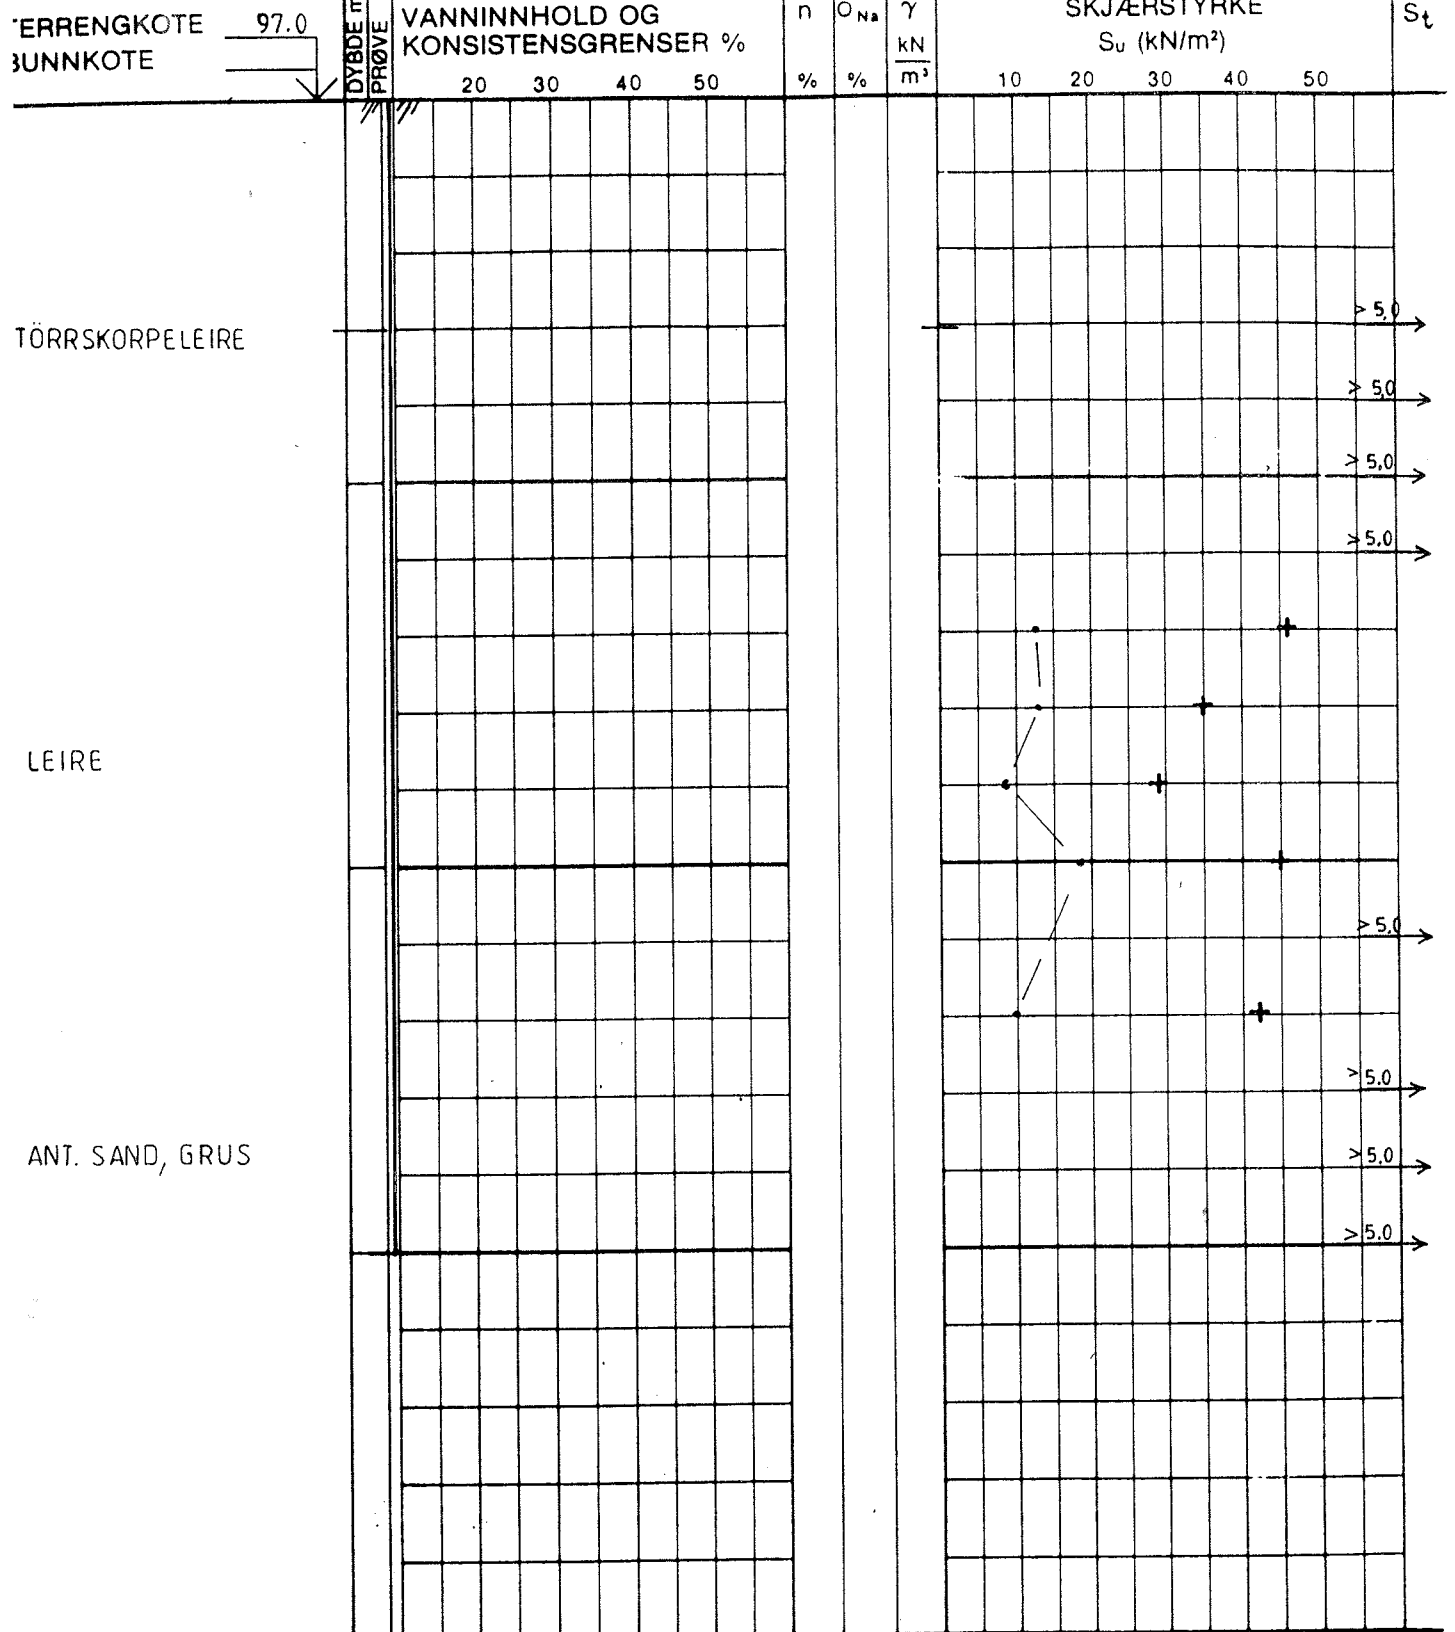 TERRENGKOTE 97.0
BUNNKOTE
DYBDE m
PRØVE
VANNINNHOLD OG
KONSISTENSGRENSER %
20 30 40 50
n
%
O Na
%
γ
kN
m³
SKJÆRSTYRKE
Su (kN/m²)
10 20 30 40 50
St
TÖRRSKORPELEIRE
> 5,0
> 5,0
> 5,0
> 5.0
LEIRE
> 5,0
> 5.0
ANT. SAND, GRUS
> 5.0
> 5.0